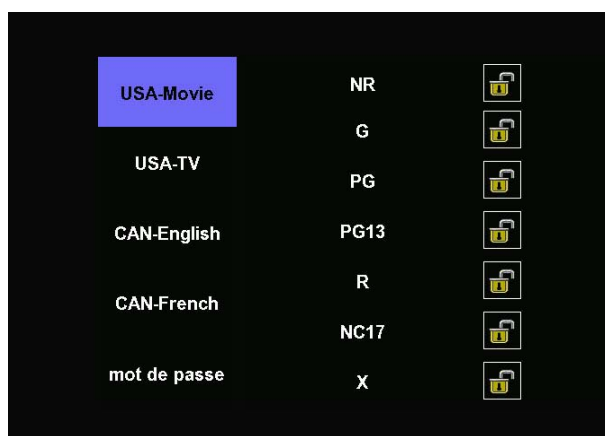 USA-Movie
USA-TV
CAN-English
CAN-French
mot de passe
NR
G
PG
PG13
R
NC17
X